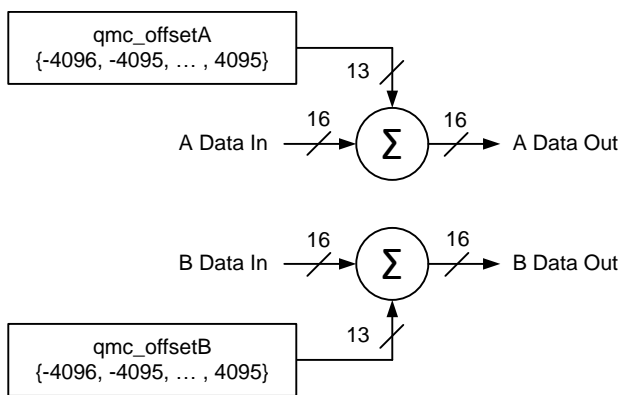 qmc_offsetA
{-4096, -4095, … , 4095}
13
16
16
A Data In
Σ
A Data Out
16
16
B Data In
Σ
B Data Out
13
qmc_offsetB
{-4096, -4095, … , 4095}